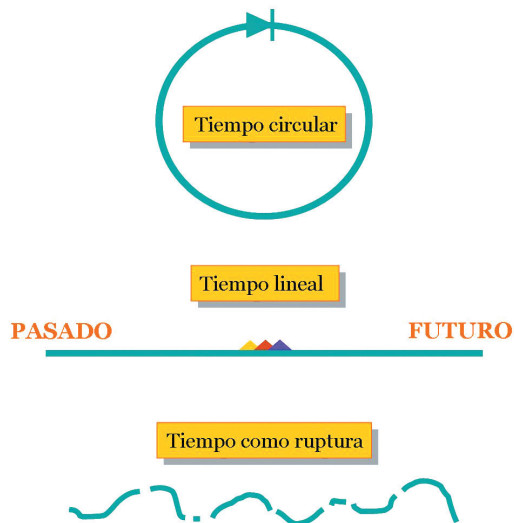 Tiempo circular
Tiempo lineal
PASADO
FUTURO
Tiempo como ruptura